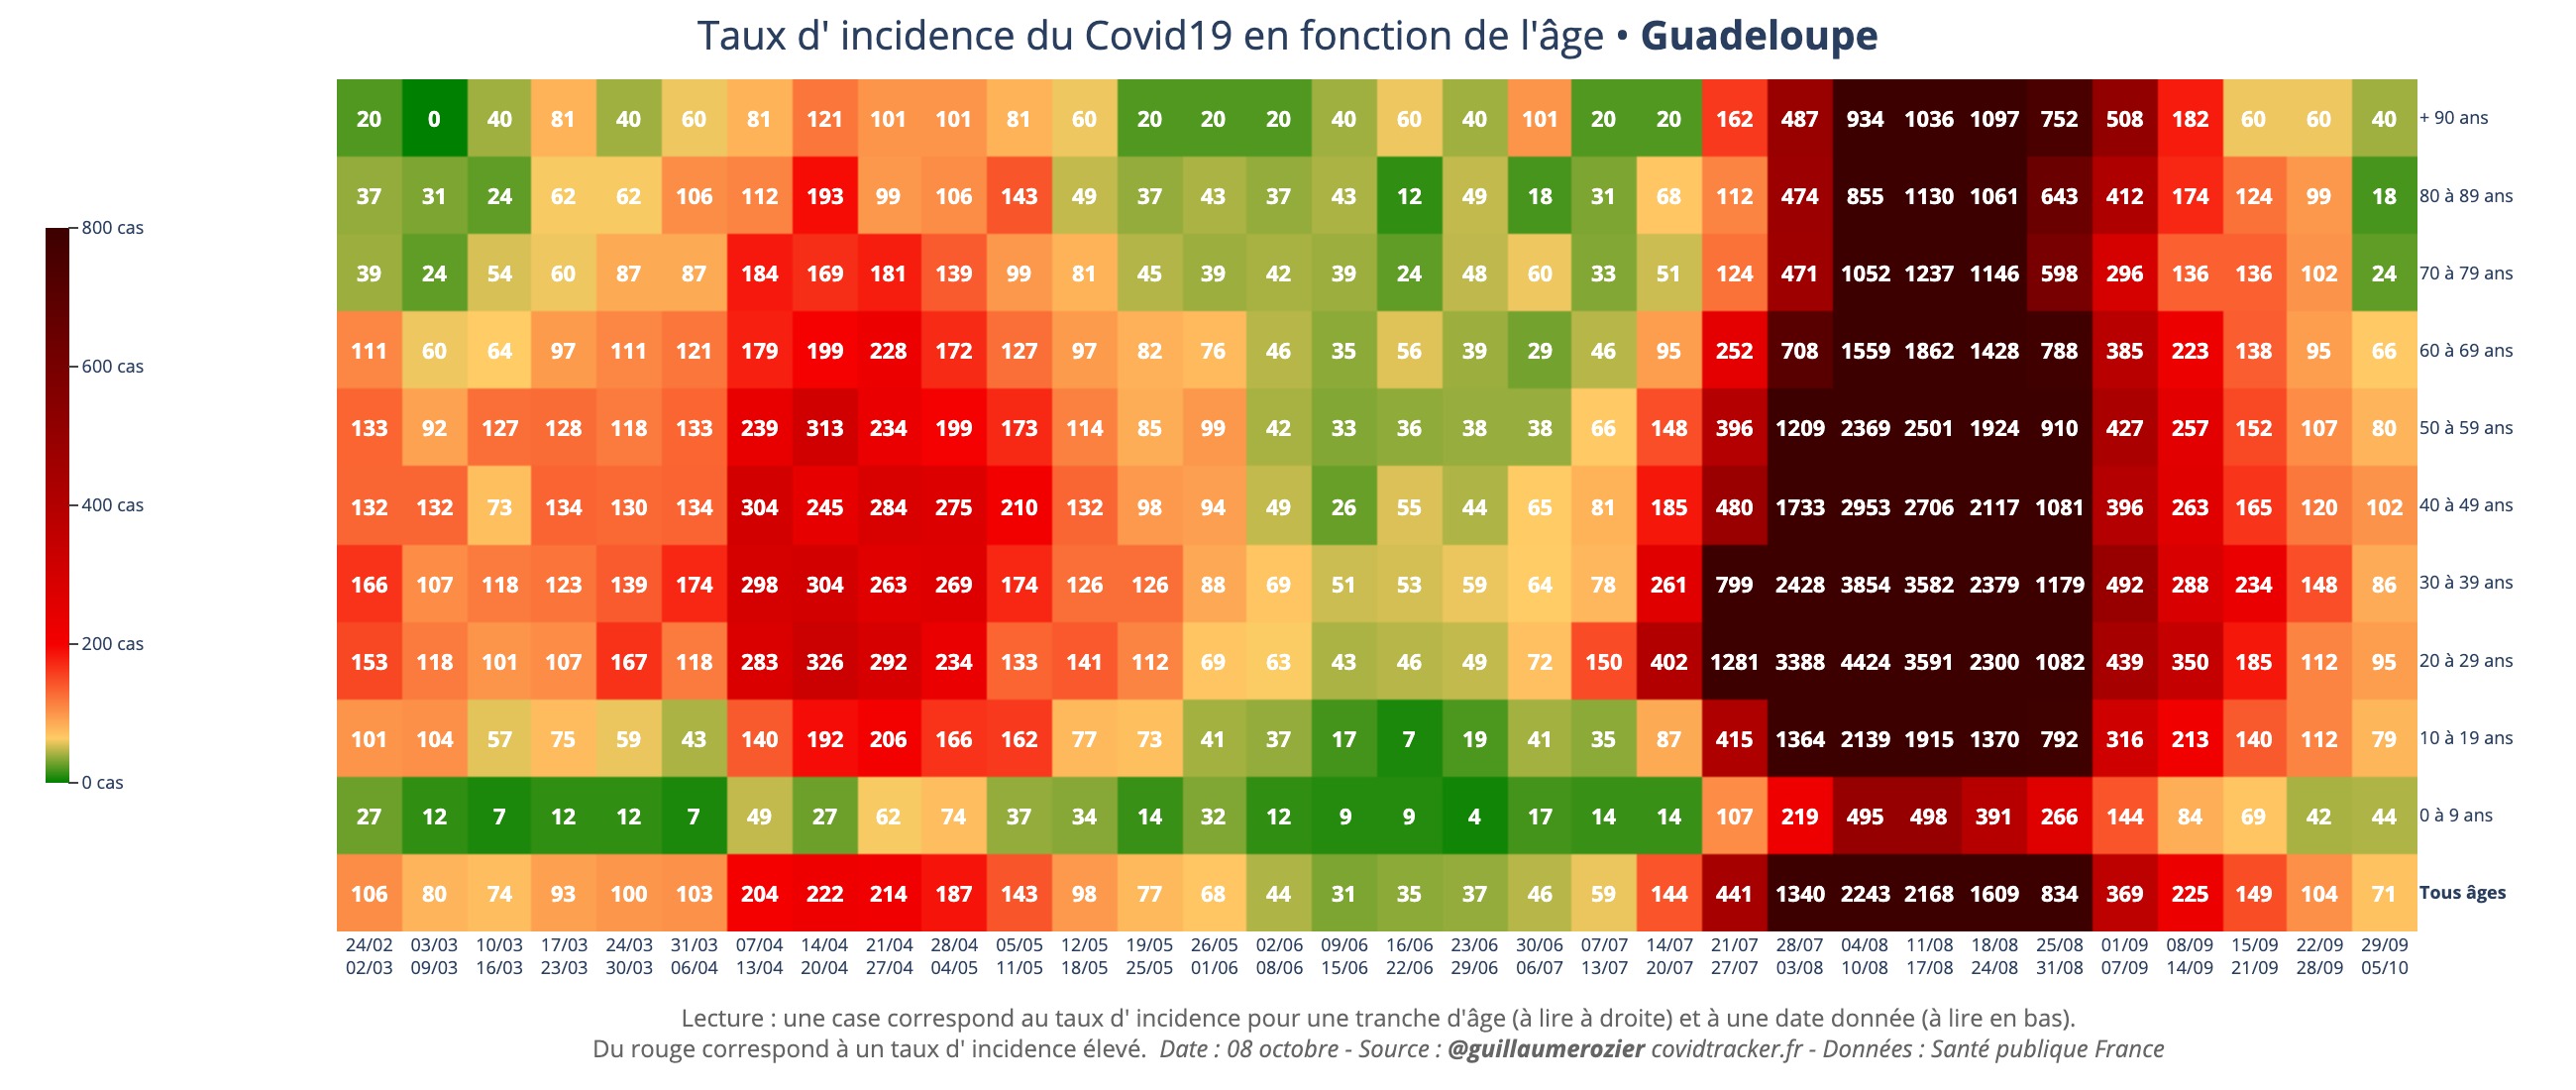 Taux d' incidence du Covid19 en fonction de l'âge • Guadeloupe
20 0 40 81 40 60 81 121 101 101 81 60 20 20 20 40 60 40 101 20 20 162 487 934 1036 1097 752 508 182 60 60 40 + 90 ans
37 31 24 62 62 106 112 193 99 106 143 49 37 43 37 43 12 49 18 31 68 112 474 855 1130 1061 643 412 174 124 99 18 80 à 89 ans
800 cas
39 24 54 60 87 87 184 169 181 139 99 81 45 39 42 39 24 48 60 33 51 124 471 1052 1237 1146 598 296 136 136 102 24 70 à 79 ans
111 60 64 97 111 121 179 199 228 172 127 97 82 76 46 35 56 39 29 46 95 252 708 1559 1862 1428 788 385 223 138 95 66 60 à 69 ans
600 cas
133 92 127 128 118 133 239 313 234 199 173 114 85 99 42 33 36 38 38 66 148 396 1209 2369 2501 1924 910 427 257 152 107 80 50 à 59 ans
400 cas
132 132 73 134 130 134 304 245 284 275 210 132 98 94 49 26 55 44 65 81 185 480 1733 2953 2706 2117 1081 396 263 165 120 102 40 à 49 ans
166 107 118 123 139 174 298 304 263 269 174 126 126 88 69 51 53 59 64 78 261 799 2428 3854 3582 2379 1179 492 288 234 148 86 30 à 39 ans
200 cas
153 118 101 107 167 118 283 326 292 234 133 141 112 69 63 43 46 49 72 150 402 1281 3388 4424 3591 2300 1082 439 350 185 112 95 20 à 29 ans
101 104 57 75 59 43 140 192 206 166 162 77 73 41 37 17 7 19 41 35 87 415 1364 2139 1915 1370 792 316 213 140 112 79 10 à 19 ans
0 cas
27 12 7 12 12 7 49 27 62 74 37 34 14 32 12 9 9 4 17 14 14 107 219 495 498 391 266 144 84 69 42 44 0 à 9 ans
106 80 74 93 100 103 204 222 214 187 143 98 77 68 44 31 35 37 46 59 144 441 1340 2243 2168 1609 834 369 225 149 104 71 Tous âges
24/02 03/03 10/03 17/03 24/03 31/03 07/04 14/04 21/04 28/04 05/05 12/05 19/05 26/05 02/06 09/06 16/06 23/06 30/06 07/07 14/07 21/07 28/07 04/08 11/08 18/08 25/08 01/09 08/09 15/09 22/09 29/09
02/03 09/03 16/03 23/03 30/03 06/04 13/04 20/04 27/04 04/05 11/05 18/05 25/05 01/06 08/06 15/06 22/06 29/06 06/07 13/07 20/07 27/07 03/08 10/08 17/08 24/08 31/08 07/09 14/09 21/09 28/09 05/10
Lecture : une case correspond au taux d' incidence pour une tranche d'âge (à lire à droite) et à une date donnée (à lire en bas).
Du rouge correspond à un taux d' incidence élevé. Date : 08 octobre - Source : @guillaumerozier covidtracker.fr - Données : Santé publique France